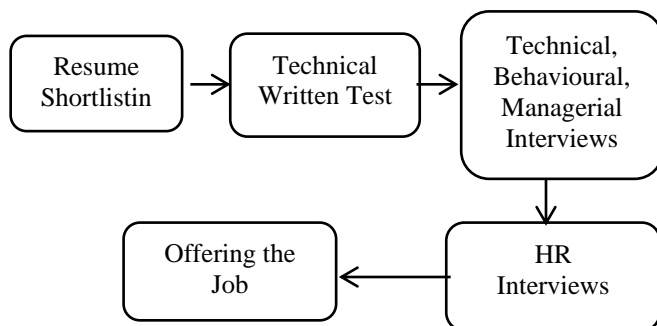 Resume
Shortlistin
Technical
Written Test
Technical,
Behavioural,
Managerial
Interviews
HR
Interviews
Offering the
Job